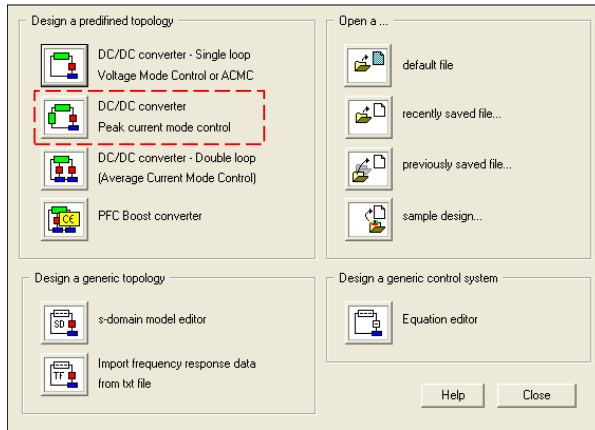 Design a predifined topology
DC/DC converter - Single loop
Voltage Mode Control or ACMC
DC/DC converter
Peak current mode control
DC/DC converter - Double loop
(Average Current Mode Control)
CE
PFC Boost converter
Open a ...
default file
recently saved file...
previously saved file...
sample design...
Design a generic topology
SD
s-domain model editor
TF
Import frequency response data
from txt file
Design a generic control system
Equation editor
Help
Close